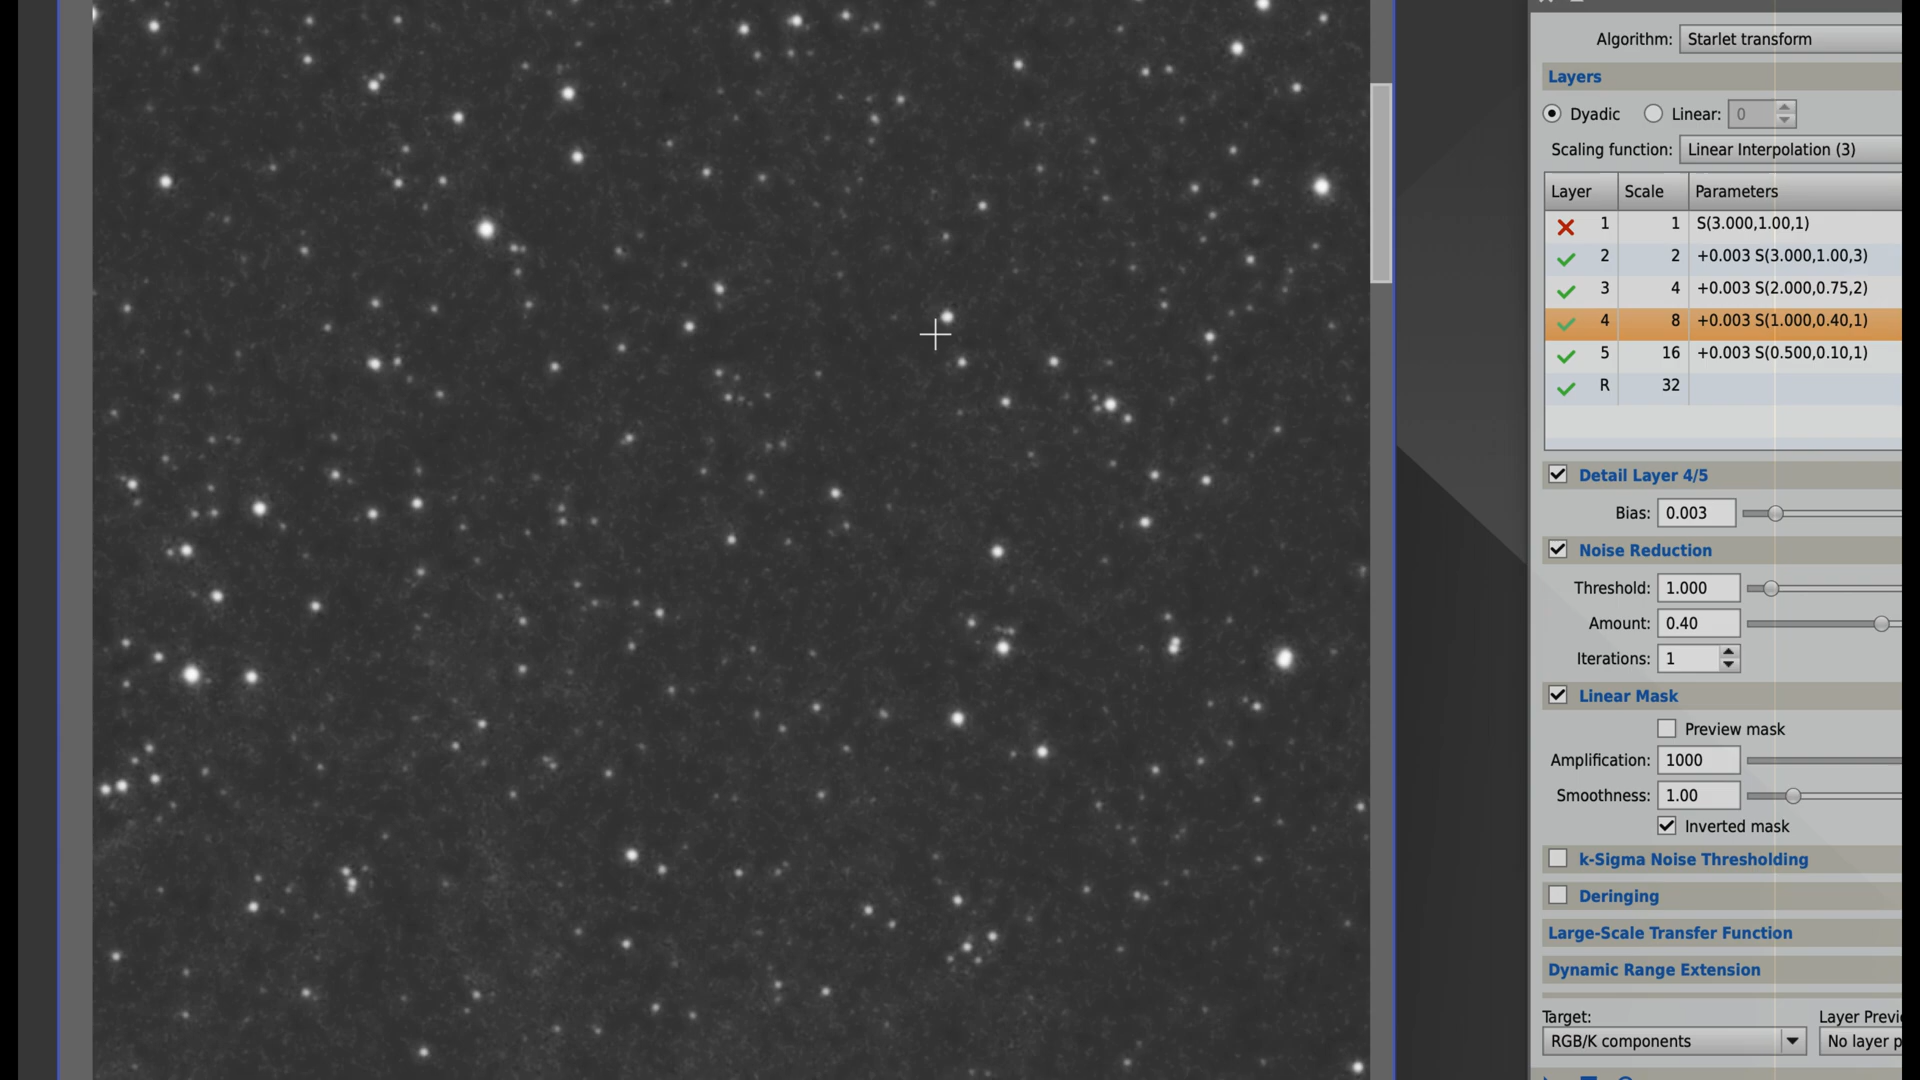 Algorithm: Starlet transform
Layers
Dyadic Linear: 0
Scaling function: Linear Interpolation (3)
Layer Scale Parameters
1 1 S(3.000,1.00,1)
2 2 +0.003 S(3.000,1.00,3)
3 4 +0.003 S(2.000,0.75,2)
4 8 +0.003 S(1.000,0.40,1)
5 16 +0.003 S(0.500,0.10,1)
R 32
Detail Layer 4/5
Bias: 0.003
Noise Reduction
Threshold: 1.000
Amount: 0.40
Iterations: 1
Linear Mask
Preview mask
Amplification: 1000
Smoothness: 1.00
Inverted mask
k-Sigma Noise Thresholding
Deringing
Large-Scale Transfer Function
Dynamic Range Extension
Target: Layer
RGB/K components No layer